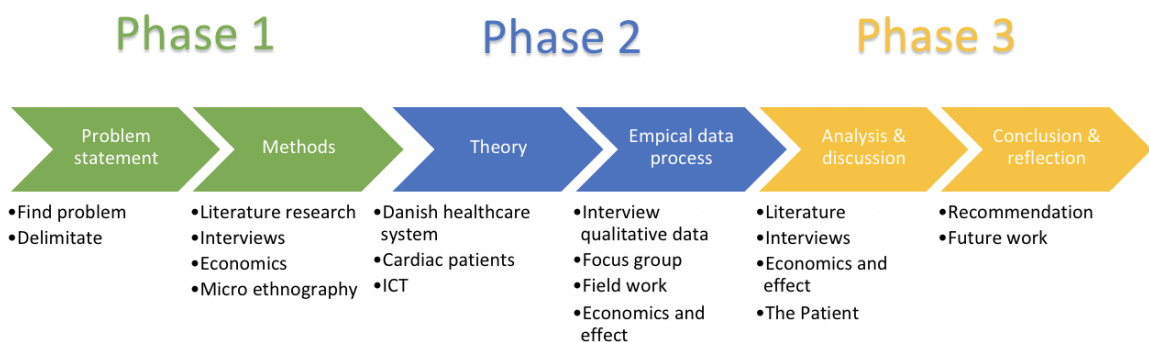 Phase 1
Phase 2
Phase 3
Problem
statement
Methods
Theory
Empical data
process
Analysis &
discussion
Conclusion &
reflection
•Find problem
•Delimitate
•Literature research
•Interviews
•Economics
•Micro ethnography
•Danish healthcare
system
•Cardiac patients
•ICT
•Interview
qualitative data
•Focus group
•Field work
•Economics and
effect
•Literature
•Interviews
•Economics and
effect
•The Patient
•Recommendation
•Future work